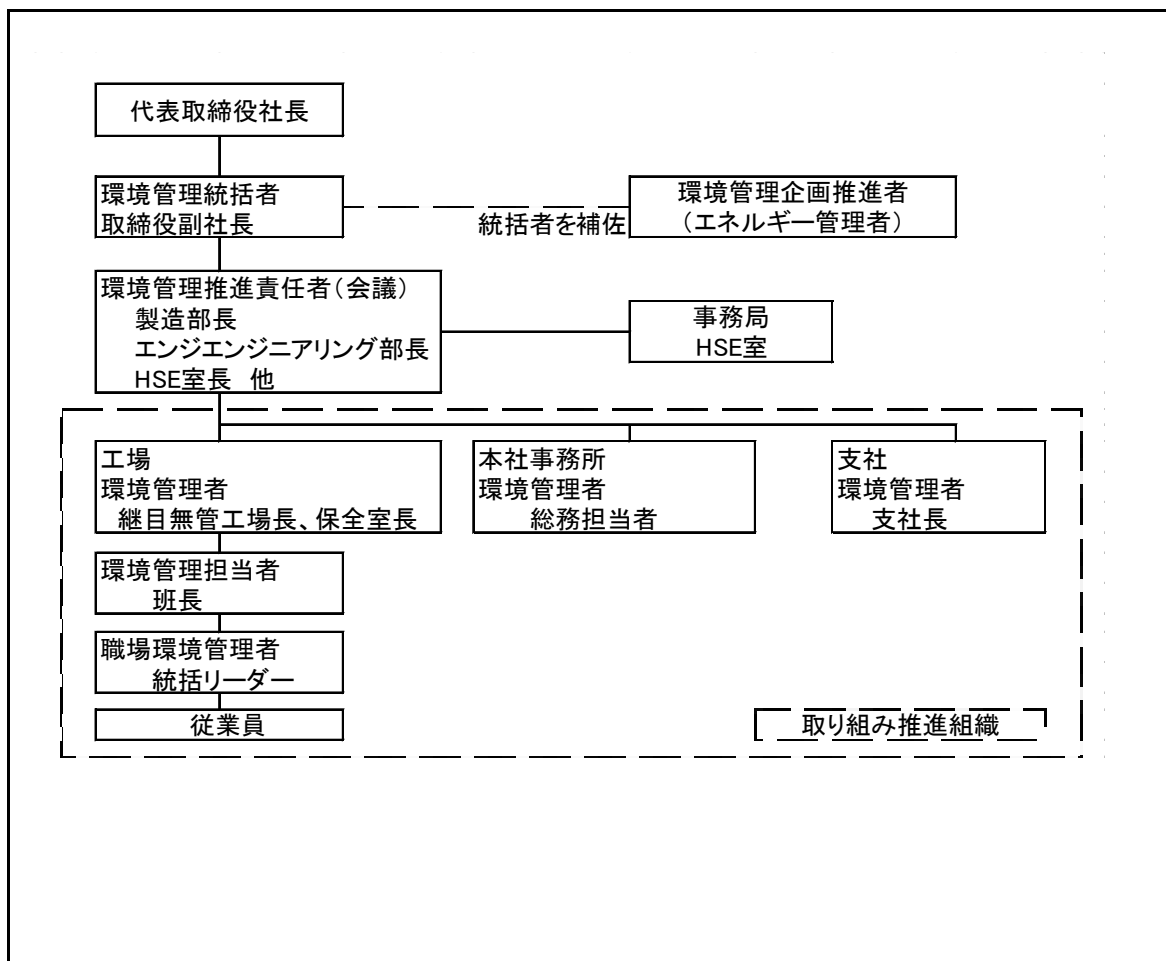 代表取締役社長
環境管理統括者
取締役副社長
統括者を補佐
環境管理企画推進者
（エネルギー管理者）
環境管理推進責任者（会議）
製造部長
エンジエンジニアリング部長
HSE室長　他
事務局
HSE室
工場
環境管理者
継目無管工場長、保全室長
本社事務所
環境管理者
総務担当者
支社
環境管理者
支社長
環境管理担当者
班長
職場環境管理者
統括リーダー
従業員
取り組み推進組織